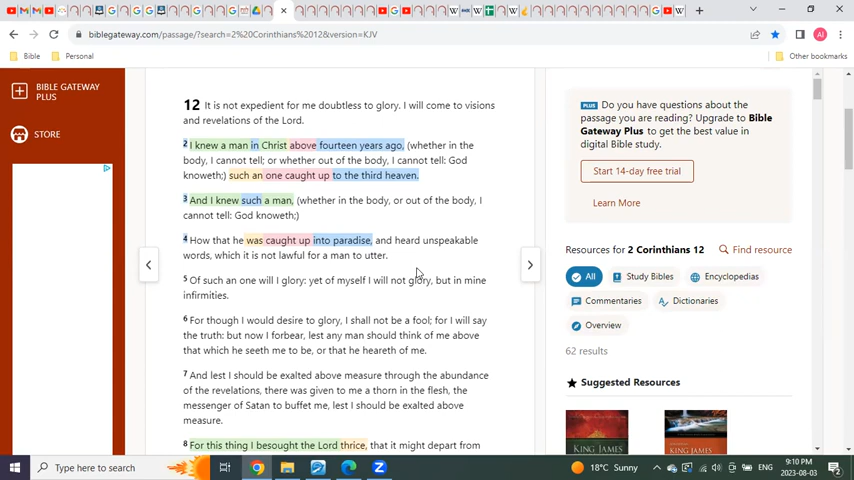 biblegateway.com/passage/?search=2%20Corinthians%2012&version=KJV
Bible
Personal
Other bookmarks
BIBLE GATEWAY
PLUS
STORE
12 It is not expedient for me doubtless to glory. I will come to visions
and revelations of the Lord.
2 I knew a man in Christ above fourteen years ago, (whether in the
body, I cannot tell; or whether out of the body, I cannot tell: God
knoweth;) such an one caught up to the third heaven.
3 And I knew such a man, (whether in the body, or out of the body, I
cannot tell: God knoweth;)
4 How that he was caught up into paradise, and heard unspeakable
words, which it is not lawful for a man to utter.
5 Of such an one will I glory: yet of myself I will not glory, but in mine
infirmities.
6 For though I would desire to glory, I shall not be a fool; for I will say
the truth: but now I forbear, lest any man should think of me above
that which he seeth me to be, or that he heareth of me.
7 And lest I should be exalted above measure through the abundance
of the revelations, there was given to me a thorn in the flesh, the
messenger of Satan to buffet me, lest I should be exalted above
measure.
8 For this thing I besought the Lord thrice, that it might depart from
PLUS Do you have questions about the
passage you are reading? Upgrade to Bible
Gateway Plus to get the best value in
digital Bible study.
Start 14-day free trial
Learn More
Resources for 2 Corinthians 12
Find resource
All
Study Bibles
Encyclopedias
Commentaries
Dictionaries
Overview
62 results
Suggested Resources
KING JAMES
KING JAMES
Type here to search
18°C Sunny
ENG
9:10 PM
2023-08-03
2